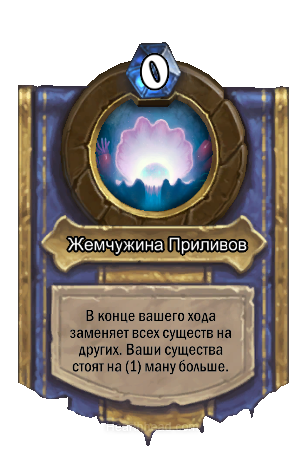 0
Жемчужина Приливов
В конце вашего хода
заменяет всех существ на
других. Ваши существа
стоят на (1) ману больше.